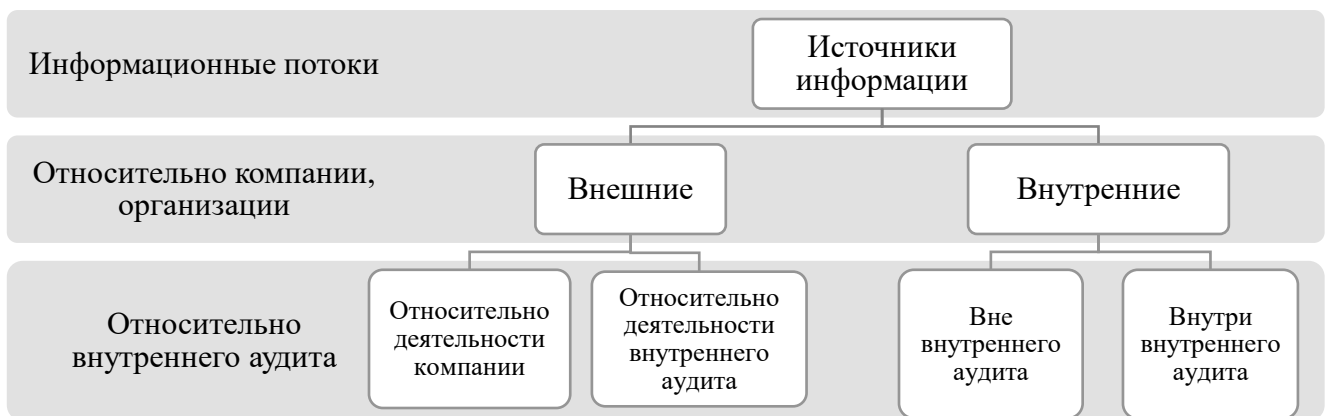 Информационные потоки
Источники
информации
Относительно компании,
организации
Внешние
Внутренние
Относительно
внутреннего аудита
Относительно
деятельности
компании
Относительно
деятельности
внутреннего
аудита
Вне
внутреннего
аудита
Внутри
внутреннего
аудита